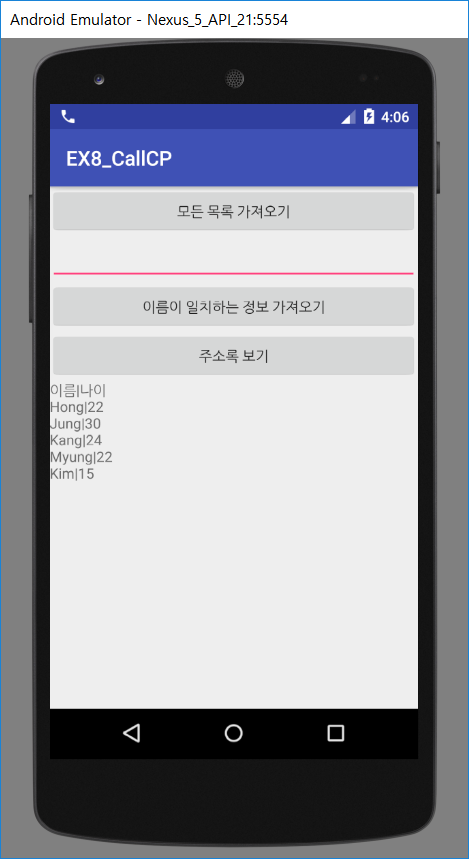 Android Emulator - Nexus_5_API_21:5554
4:06
EX8_CallCP
모든 목록 가져오기
이름이 일치하는 정보 가져오기
주소록 보기
이름|나이
Hong|22
Jung|30
Kang|24
Myung|22
Kim|15